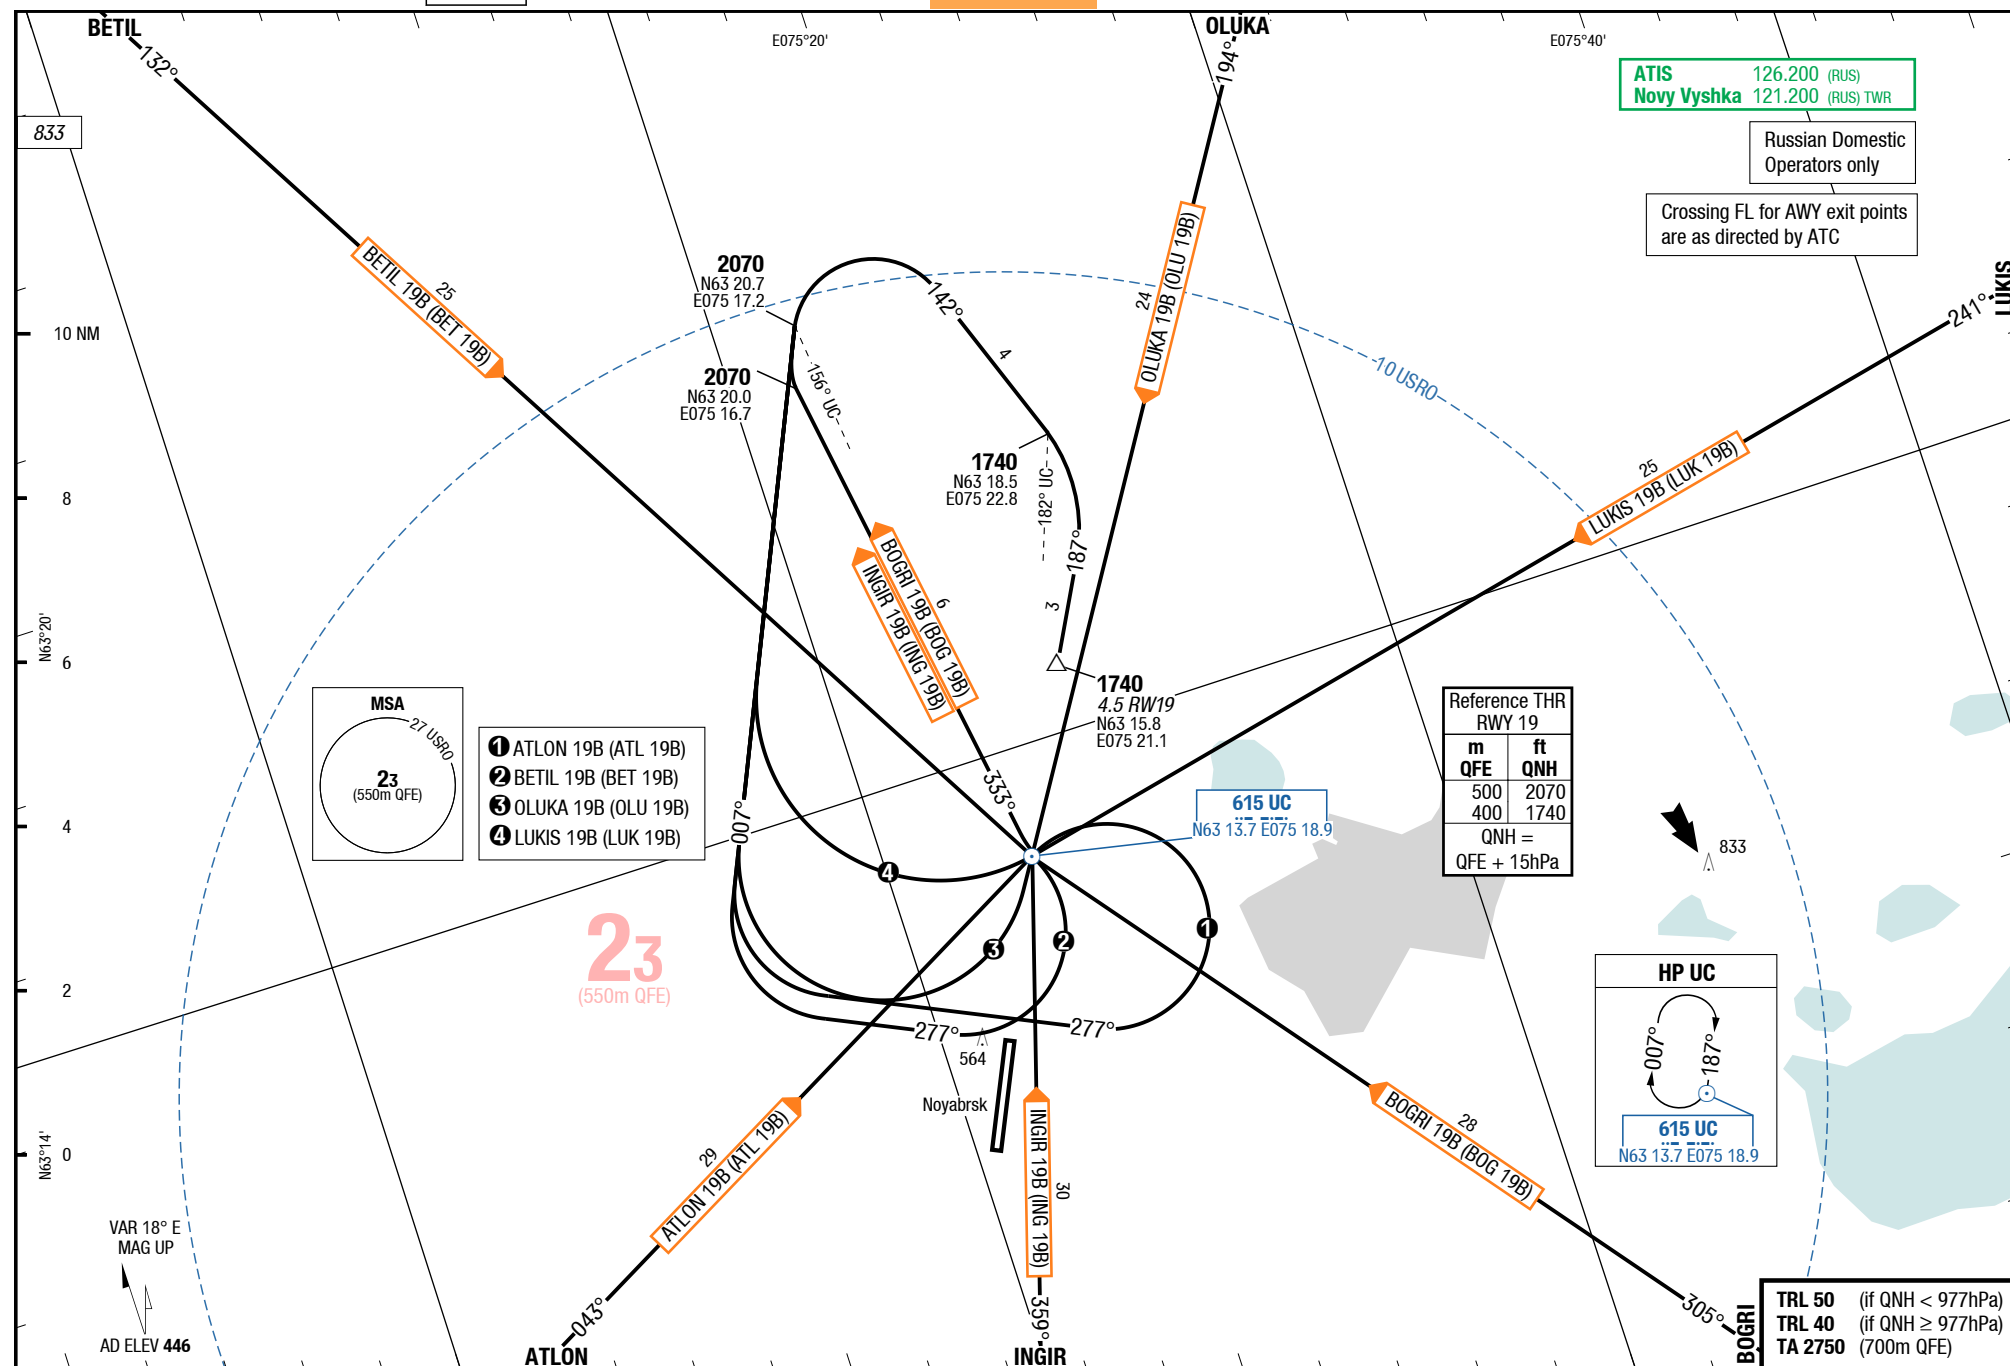 BETIL
OLUKA
E075°20'
E075°40'
132°
194°
ATIS 126.200 (RUS)
Novy Vyshka 121.200 (RUS) TWR
833
Russian Domestic
Operators only
Crossing FL for AWY exit points
are as directed by ATC
LUKIS
241°
2070
N63 20.7
E075 17.2
142°
25
BETIL 19B (BET 19B)
24
OLUKA 19B (OLU 19B)
10 NM
4
156° UC
10 USRO
2070
N63 20.0
E075 16.7
1740
N63 18.5
E075 22.8
182° UC
187°
25
LUKIS 19B (LUK 19B)
8
6
BOGRI 19B (BOG 19B)
INGIR 19B (ING 19B)
3
N63°20'
6
1740
4.5 RW19
N63 15.8
E075 21.1
MSA
27 USRO
23
(550m QFE)
1 ATLON 19B (ATL 19B)
2 BETIL 19B (BET 19B)
3 OLUKA 19B (OLU 19B)
4 LUKIS 19B (LUK 19B)
Reference THR
RWY 19
m ft
QFE QNH
500 2070
400 1740
QNH =
QFE + 15hPa
333°
007°
615 UC
N63 13.7 E075 18.9
4
833
4
1
2
3
23
(550m QFE)
2
277°
277°
564
Noyabrsk
HP UC
007°
187°
615 UC
N63 13.7 E075 18.9
N63°14'
0
29
ATLON 19B (ATL 19B)
INGIR 19B (ING 19B)
30
28
BOGRI 19B (BOG 19B)
VAR 18° E
MAG UP
AD ELEV 446
043°
ATLON
359°
INGIR
305°
BOGRI
TRL 50 (if QNH < 977hPa)
TRL 40 (if QNH ≥ 977hPa)
TA 2750 (700m QFE)